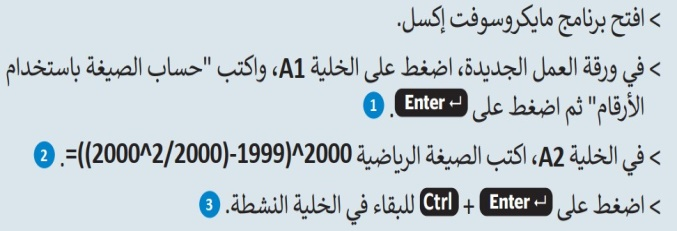 > افتح برنامج مايكروسوفت إكسل.
> في ورقة العمل الجديدة، اضغط على الخلية A1، واكتب "حساب الصيغة باستخدام
الأرقام" ثم اضغط على Enter ↵ . 1
> في الخلية A2، اكتب الصيغة الرياضية =((2000^2/2000)-1999)^2000. 2
> اضغط على Ctrl + Enter ↵ للبقاء في الخلية النشطة. 3